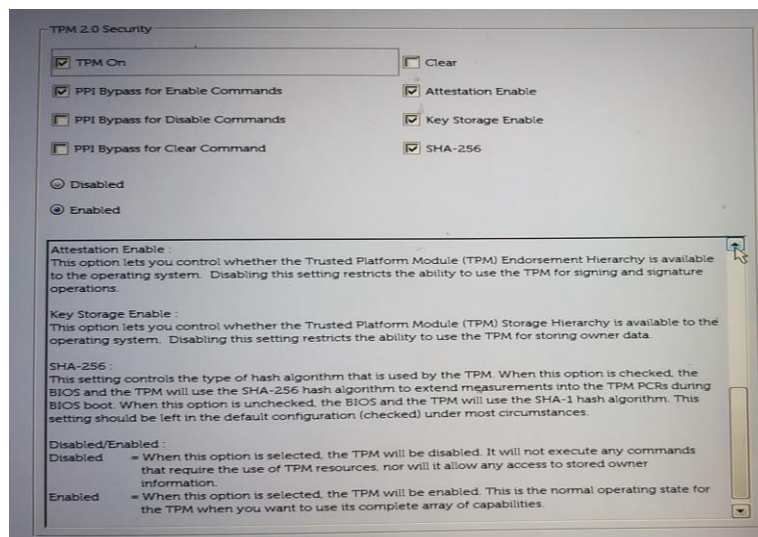 TPM 2.0 Security
TPM On
Clear
PPI Bypass for Enable Commands
Attestation Enable
PPI Bypass for Disable Commands
Key Storage Enable
PPI Bypass for Clear Command
SHA-256
Disabled
Enabled
Attestation Enable :
This option lets you control whether the Trusted Platform Module (TPM) Endorsement Hierarchy is available
to the operating system. Disabling this setting restricts the ability to use the TPM for signing and signature
operations.
Key Storage Enable :
This option lets you control whether the Trusted Platform Module (TPM) Storage Hierarchy is available to the
operating system. Disabling this setting restricts the ability to use the TPM for storing owner data.
SHA-256 :
This setting controls the type of hash algorithm that is used by the TPM. When this option is checked, the
BIOS and the TPM will use the SHA-256 hash algorithm to extend measurements into the TPM PCRs during
BIOS boot. When this option is unchecked, the BIOS and the TPM will use the SHA-1 hash algorithm. This
setting should be left in the default configuration (checked) under most circumstances.
Disabled/Enabled :
Disabled = When this option is selected, the TPM will be disabled. It will not execute any commands
that require the use of TPM resources, nor will it allow any access to stored owner
information.
Enabled = When this option is selected, the TPM will be enabled. This is the normal operating state for
the TPM when you want to use its complete array of capabilities.